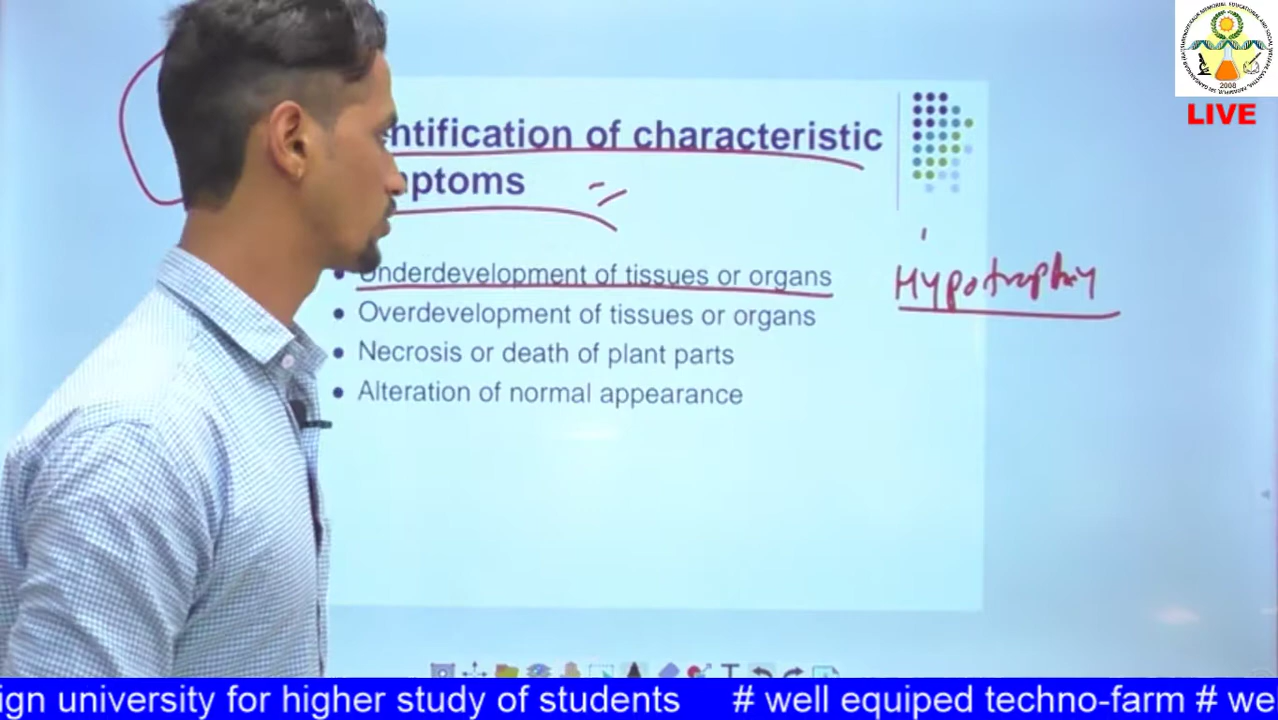 ntification of characteristic
ptoms
Underdevelopment of tissues or organs
Overdevelopment of tissues or organs
Necrosis or death of plant parts
Alteration of normal appearance
Hypotrophy
2008
LIVE
ign university for higher study of students # well equiped techno-farm # we